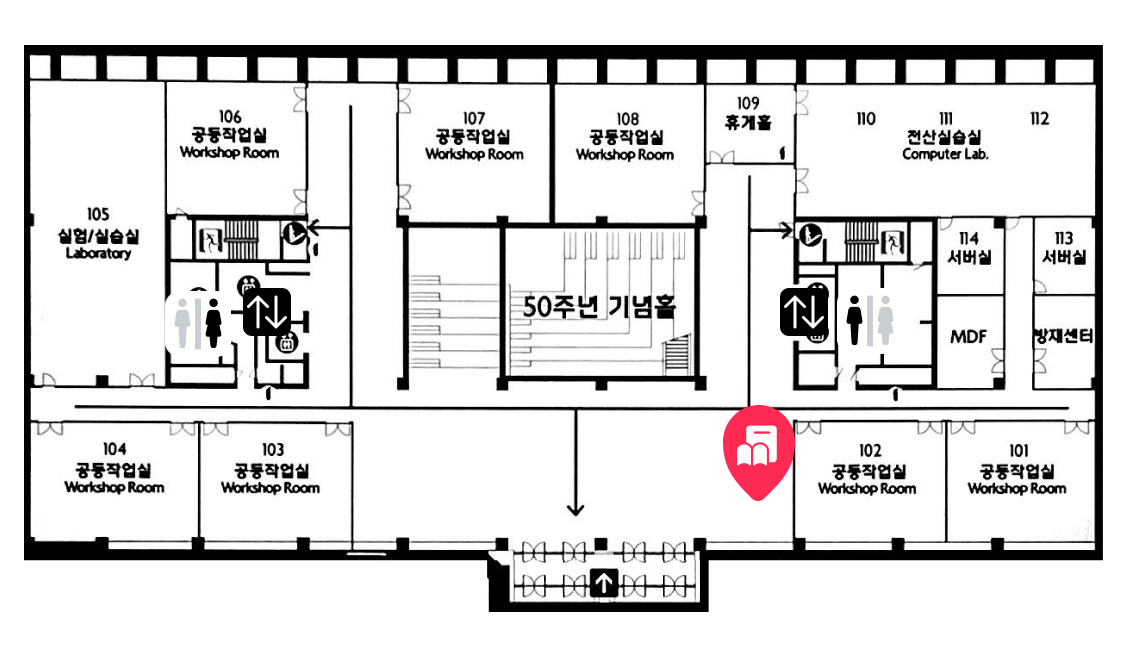 106
공동작업실
Workshop Room
107
공동작업실
Workshop Room
108
공동작업실
Workshop Room
109
휴게홀
110
111
112
전산실습실
Computer Lab.
105
실험/실습실
Laboratory
114
서버실
113
서버실
50주년 기념홀
MDF
방재센터
104
공동작업실
Workshop Room
103
공동작업실
Workshop Room
102
공동작업실
Workshop Room
101
공동작업실
Workshop Room